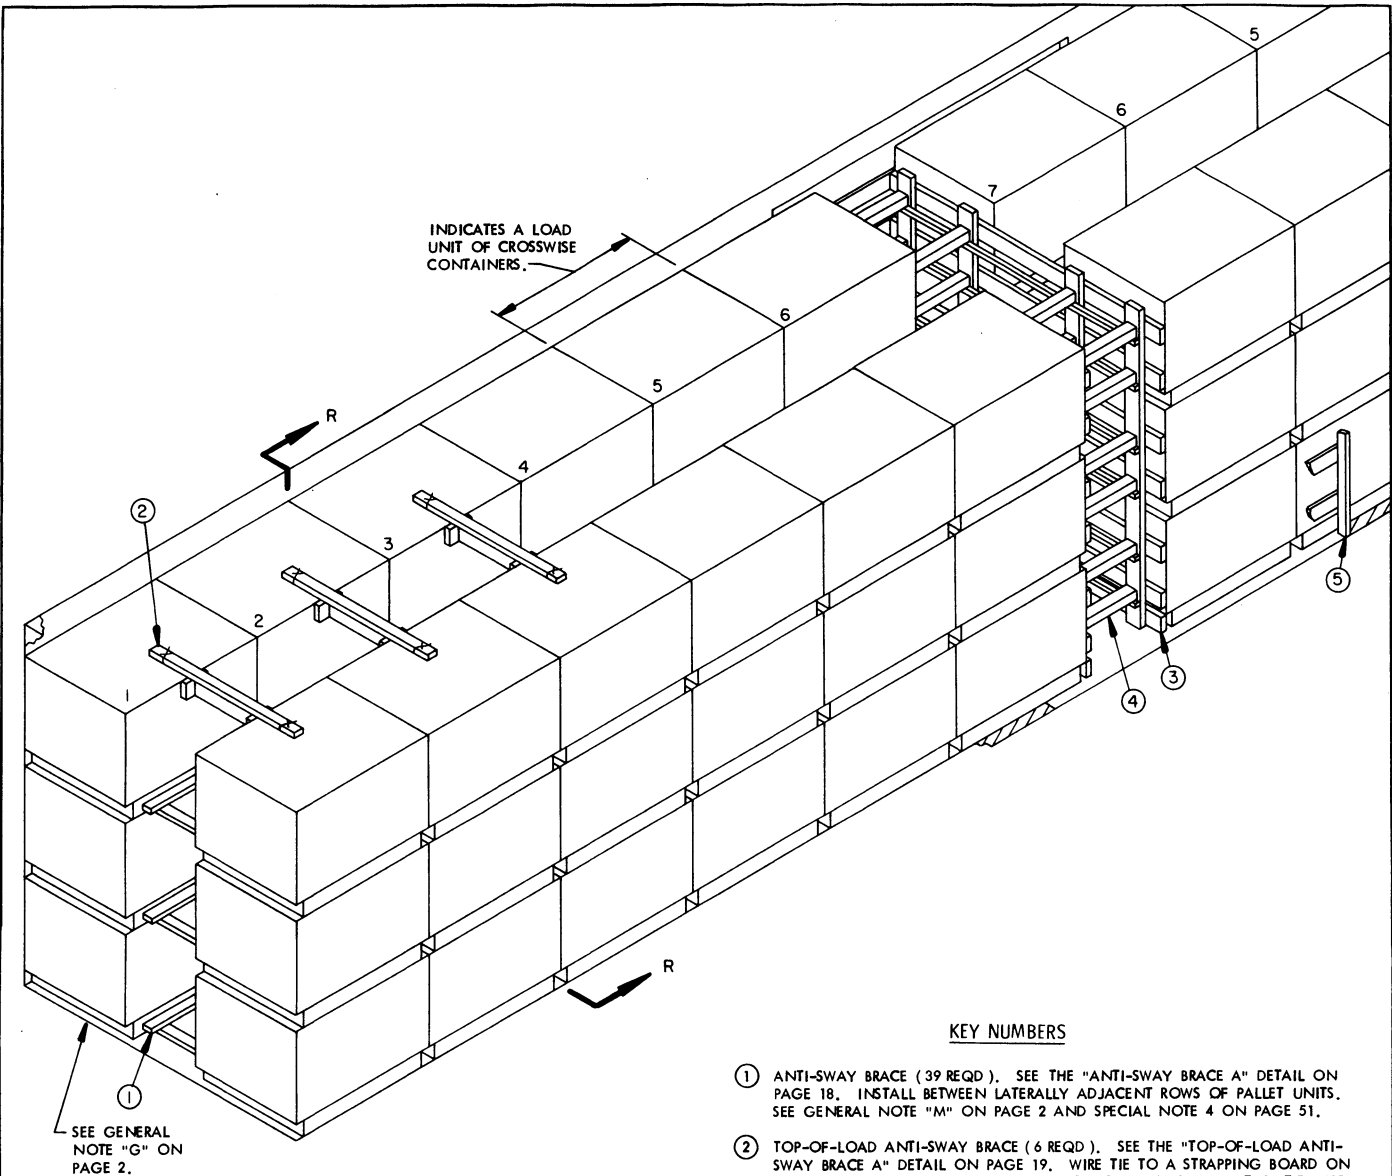 5
6
7
INDICATES A LOAD
UNIT OF CROSSWISE
CONTAINERS.
6
5
R
4
2
3
5
2
3
1
4
R
KEY NUMBERS
1 ANTI-SWAY BRACE (39 REQD). SEE THE "ANTI-SWAY BRACE A" DETAIL ON
PAGE 18. INSTALL BETWEEN LATERALLY ADJACENT ROWS OF PALLET UNITS.
SEE GENERAL NOTE "M" ON PAGE 2 AND SPECIAL NOTE 4 ON PAGE 51.
1
SEE GENERAL
NOTE "G" ON
PAGE 2.
2 TOP-OF-LOAD ANTI-SWAY BRACE (6 REQD). SEE THE "TOP-OF-LOAD ANTI-
SWAY BRACE A" DETAIL ON PAGE 19. WIRE TIE TO A STRAPPING BOARD ON